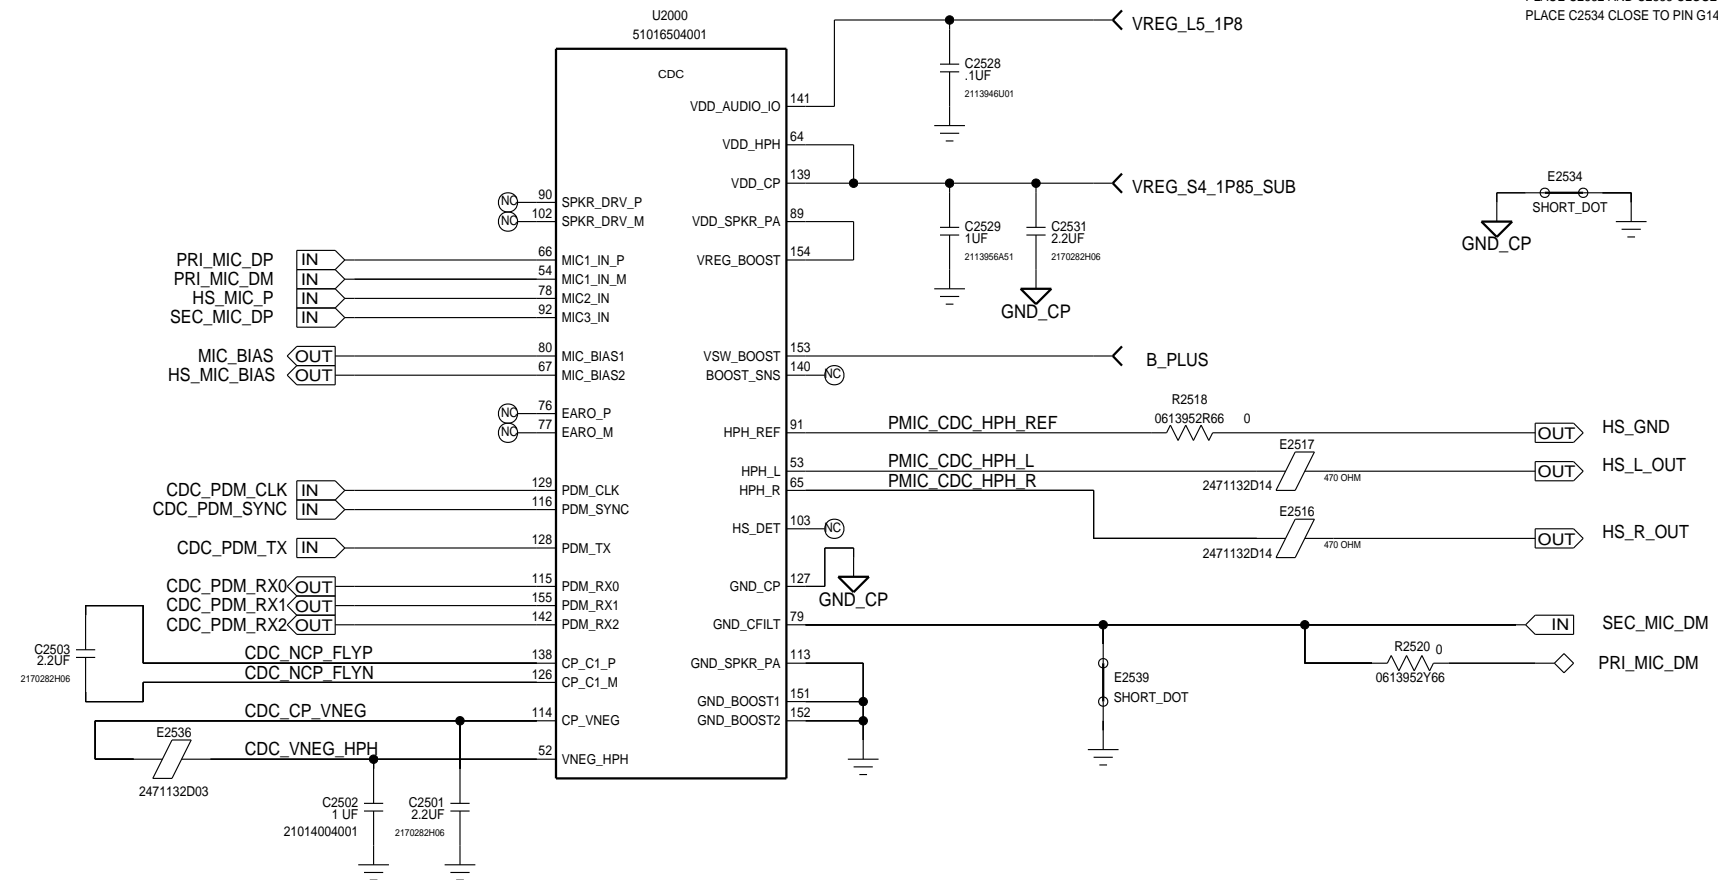 PLACE C2534 CLOSE TO PIN G14
U2000
51016504001
CDC
VREG_L5_1P8
C2528
.1UF
2113946U01
VDD_AUDIO_IO 141
VDD_HPH 64
VDD_CP 139
VREG_S4_1P85_SUB
E2534
SHORT_DOT
GND_CP
90 SPKR_DRV_P
NC
102 SPKR_DRV_M
NC
VDD_SPKR_PA 89
VREG_BOOST 154
C2529
1UF
2113956A51
C2531
2.2UF
2170282H06
GND_CP
PRI_MIC_DP IN 66 MIC1_IN_P
PRI_MIC_DM IN 54 MIC1_IN_M
HS_MIC_P IN 78 MIC2_IN
SEC_MIC_DP IN 92 MIC3_IN
MIC_BIAS OUT 80 MIC_BIAS1
HS_MIC_BIAS OUT 67 MIC_BIAS2
VSW_BOOST 153 B_PLUS
BOOST_SNS 140 NC
NC 76 EARO_P
NC 77 EARO_M
R2518
0613952R66 0
HPH_REF 91 PMIC_CDC_HPH_REF OUT HS_GND
E2517
HPH_L 53 PMIC_CDC_HPH_L OUT HS_L_OUT
2471132D14 470 OHM
HPH_R 65 PMIC_CDC_HPH_R
E2516
2471132D14 470 OHM
OUT HS_R_OUT
CDC_PDM_CLK IN 129 PDM_CLK
CDC_PDM_SYNC IN 116 PDM_SYNC
HS_DET 103 NC
CDC_PDM_TX IN 128 PDM_TX
CDC_PDM_RX0 OUT 115 PDM_RX0
CDC_PDM_RX1 OUT 155 PDM_RX1
CDC_PDM_RX2 OUT 142 PDM_RX2
GND_CP 127
GND_CP
GND_CFILT 79 IN SEC_MIC_DM
R2520 0
0613952Y66
PRI_MIC_DM
E2539
SHORT_DOT
C2503
2.2UF
2170282H06
CDC_NCP_FLYP 138 CP_C1_P
CDC_NCP_FLYN 126 CP_C1_M
GND_SPKR_PA 113
GND_BOOST1 151
GND_BOOST2 152
CDC_CP_VNEG 114 CP_VNEG
E2536
2471132D03
CDC_VNEG_HPH 52 VNEG_HPH
C2502
1 UF
21014004001
C2501
2.2UF
2170282H06